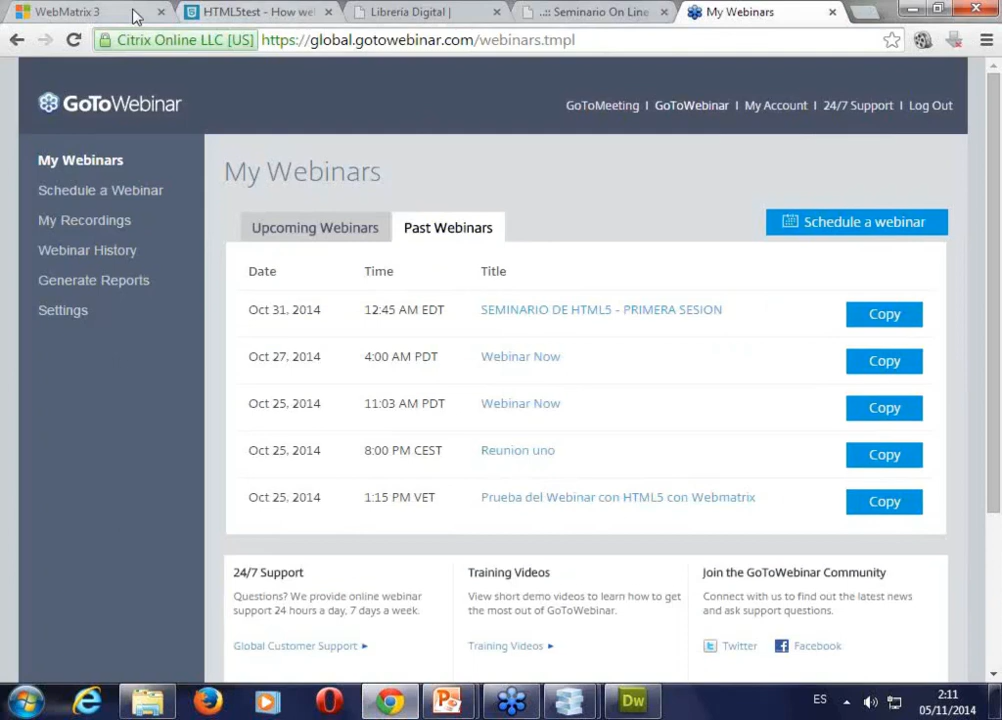 WebMatrix 3
HTML5test - How we
Librería Digital |
..:: Seminario On Line
My Webinars
Citrix Online LLC [US] https://global.gotowebinar.com/webinars.tmpl
GoToWebinar
GoToMeeting | GoToWebinar | My Account | 24/7 Support | Log Out
My Webinars
Schedule a Webinar
My Recordings
Webinar History
Generate Reports
Settings
My Webinars
Upcoming Webinars Past Webinars
Schedule a webinar
Date Time Title
Oct 31, 2014 12:45 AM EDT SEMINARIO DE HTML5 - PRIMERA SESION Copy
Oct 27, 2014 4:00 AM PDT Webinar Now Copy
Oct 25, 2014 11:03 AM PDT Webinar Now Copy
Oct 25, 2014 8:00 PM CEST Reunion uno Copy
Oct 25, 2014 1:15 PM VET Prueba del Webinar con HTML5 con Webmatrix Copy
24/7 Support
Questions? We provide online webinar
support 24 hours a day, 7 days a week.
Global Customer Support
Training Videos
View short demo videos to learn how to get
the most out of GoToWebinar.
Training Videos
Join the GoToWebinar Community
Connect with us to find out the latest news
and ask support questions.
Twitter Facebook
Dw
ES
2:11
05/11/2014